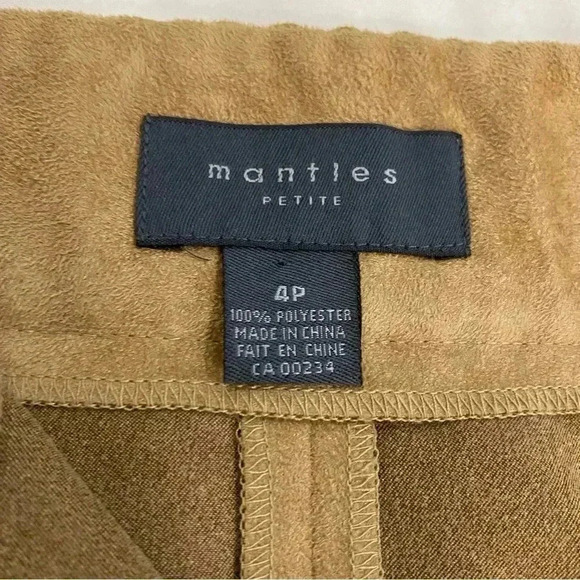 mantles
PETITE
4P
100% POLYESTER
MADE IN CHINA
FAIT EN CHINE
CA 00234